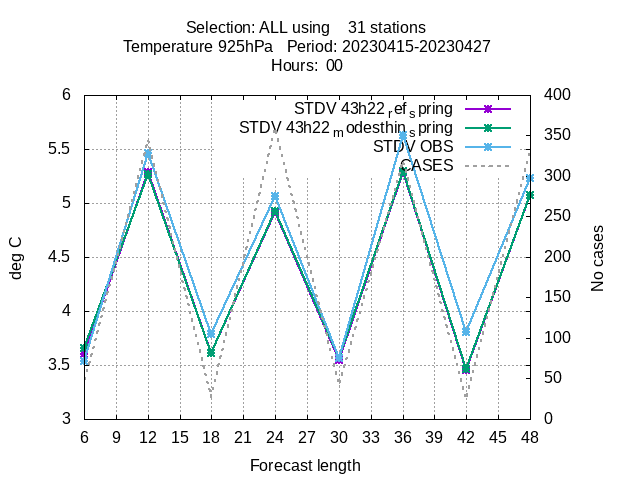 Selection: ALL using    31 stations
Temperature 925hPa   Period: 20230415-20230427
Hours:  00
STDV 43h22_ref_spring
STDV 43h22_modesthin_spring
STDV OBS
CASES
deg C
6
5.5
5
4.5
4
3.5
3
400
350
300
250
200
150
100
50
0
No cases
6 9 12 15 18 21 24 27 30 33 36 39 42 45 48
Forecast length